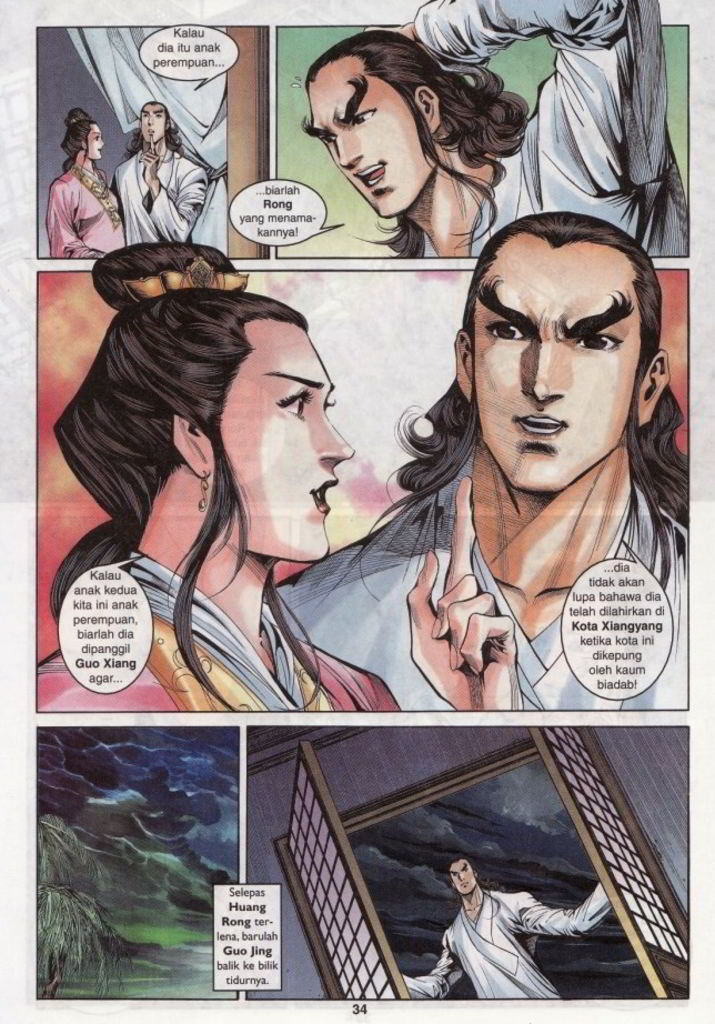 Kalau
dia itu anak
perempuan...
...biarlah
Rong
yang menama-
kannya!
Kalau
anak kedua
kita ini anak
perempuan,
biarlah dia
dipanggil
Guo Xiang
agar...
...dia
tidak akan
lupa bahawa dia
telah dilahirkan di
Kota Xiangyang
ketika kota ini
dikepung
oleh kaum
biadab!
Selepas
Huang
Rong ter-
lena, barulah
Guo Jing
balik ke bilik
tidurnya.
34